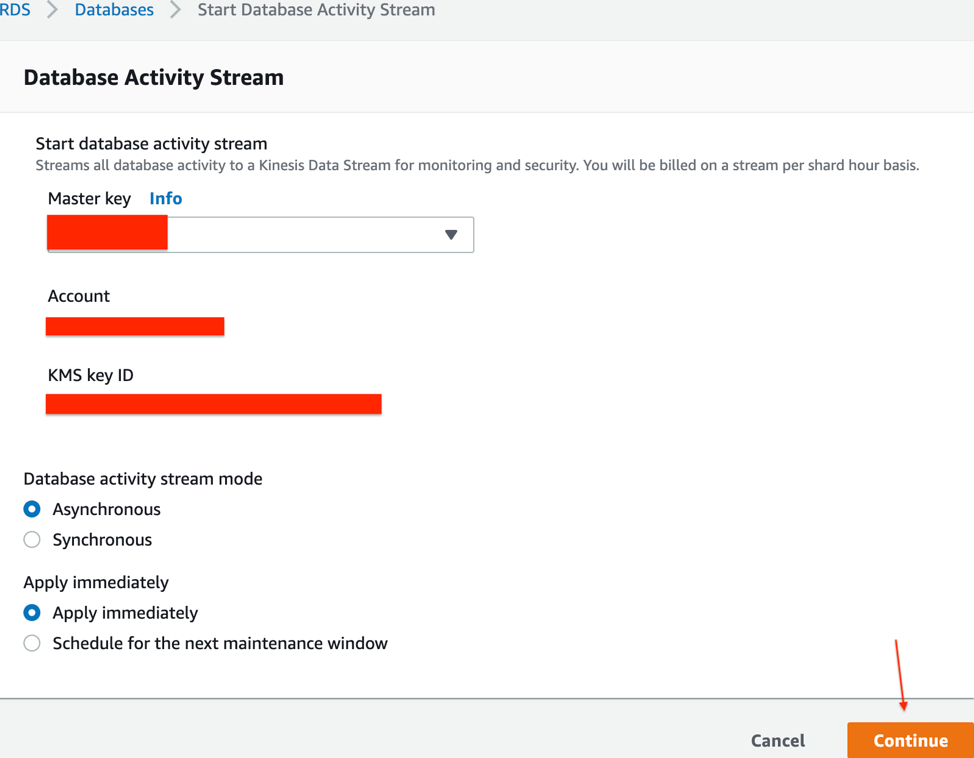 RDS > Databases > Start Database Activity Stream
Database Activity Stream
Start database activity stream
Streams all database activity to a Kinesis Data Stream for monitoring and security. You will be billed on a stream per shard hour basis.
Master key Info
Account
KMS key ID
Database activity stream mode
Asynchronous
Synchronous
Apply immediately
Apply immediately
Schedule for the next maintenance window
Cancel Continue